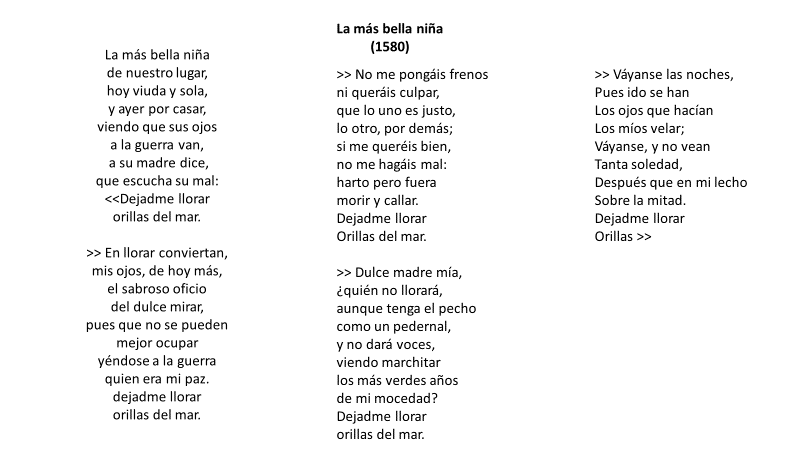 La más bella niña
(1580)
La más bella niña
de nuestro lugar,
hoy viuda y sola,
y ayer por casar,
viendo que sus ojos
a la guerra van,
a su madre dice,
que escucha su mal:
<<Dejadme llorar
orillas del mar.
>> En llorar conviertan,
mis ojos, de hoy más,
el sabroso oficio
del dulce mirar,
pues que no se pueden
mejor ocupar
yéndose a la guerra
quien era mi paz.
dejadme llorar
orillas del mar.
>> No me pongáis frenos
ni queráis culpar,
que lo uno es justo,
lo otro, por demás;
si me queréis bien,
no me hagáis mal:
harto pero fuera
morir y callar.
Dejadme llorar
Orillas del mar.
>> Dulce madre mía,
¿quién no llorará,
aunque tenga el pecho
como un pedernal,
y no dará voces,
viendo marchitar
los más verdes años
de mi mocedad?
Dejadme llorar
orillas del mar.
>> Váyanse las noches,
Pues ido se han
Los ojos que hacían
Los míos velar;
Váyanse, y no vean
Tanta soledad,
Después que en mi lecho
Sobre la mitad.
Dejadme llorar
Orillas >>